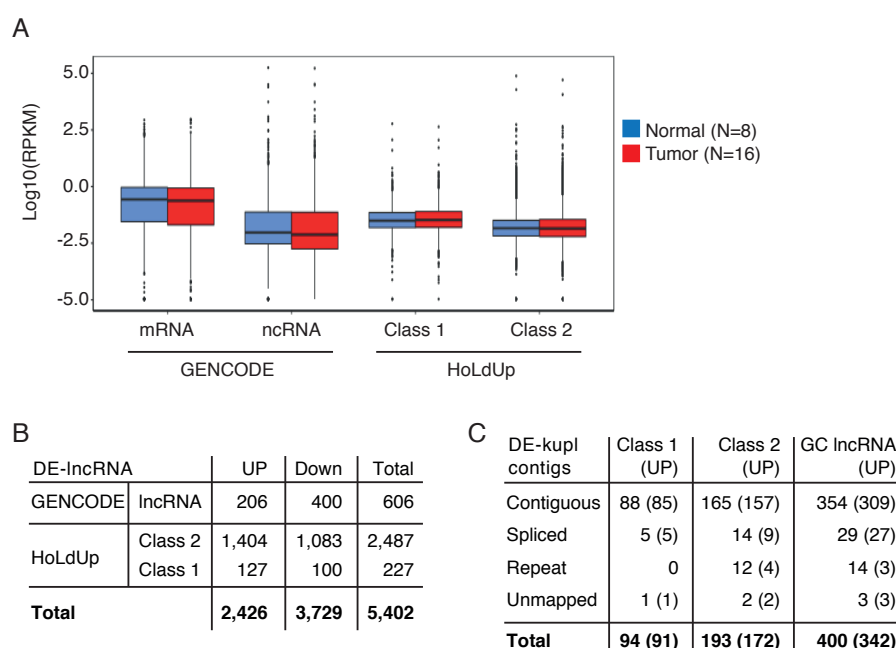 A
Log10(RPKM)
5.0
2.5
0.0
-2.5
-5.0
mRNA ncRNA Class 1 Class 2
GENCODE HoLdUp
Normal (N=8)
Tumor (N=16)
B
DE-lncRNA UP Down Total
GENCODE lncRNA 206 400 606
HoLdUp
Class 2 1,404 1,083 2,487
Class 1 127 100 227
Total 2,426 3,729 5,402
C
DE-kupl Class 1 Class 2 GC lncRNA
contigs (UP) (UP) (UP)
Contiguous 88 (85) 165 (157) 354 (309)
Spliced 5 (5) 14 (9) 29 (27)
Repeat 0 12 (4) 14 (3)
Unmapped 1 (1) 2 (2) 3 (3)
Total 94 (91) 193 (172) 400 (342)